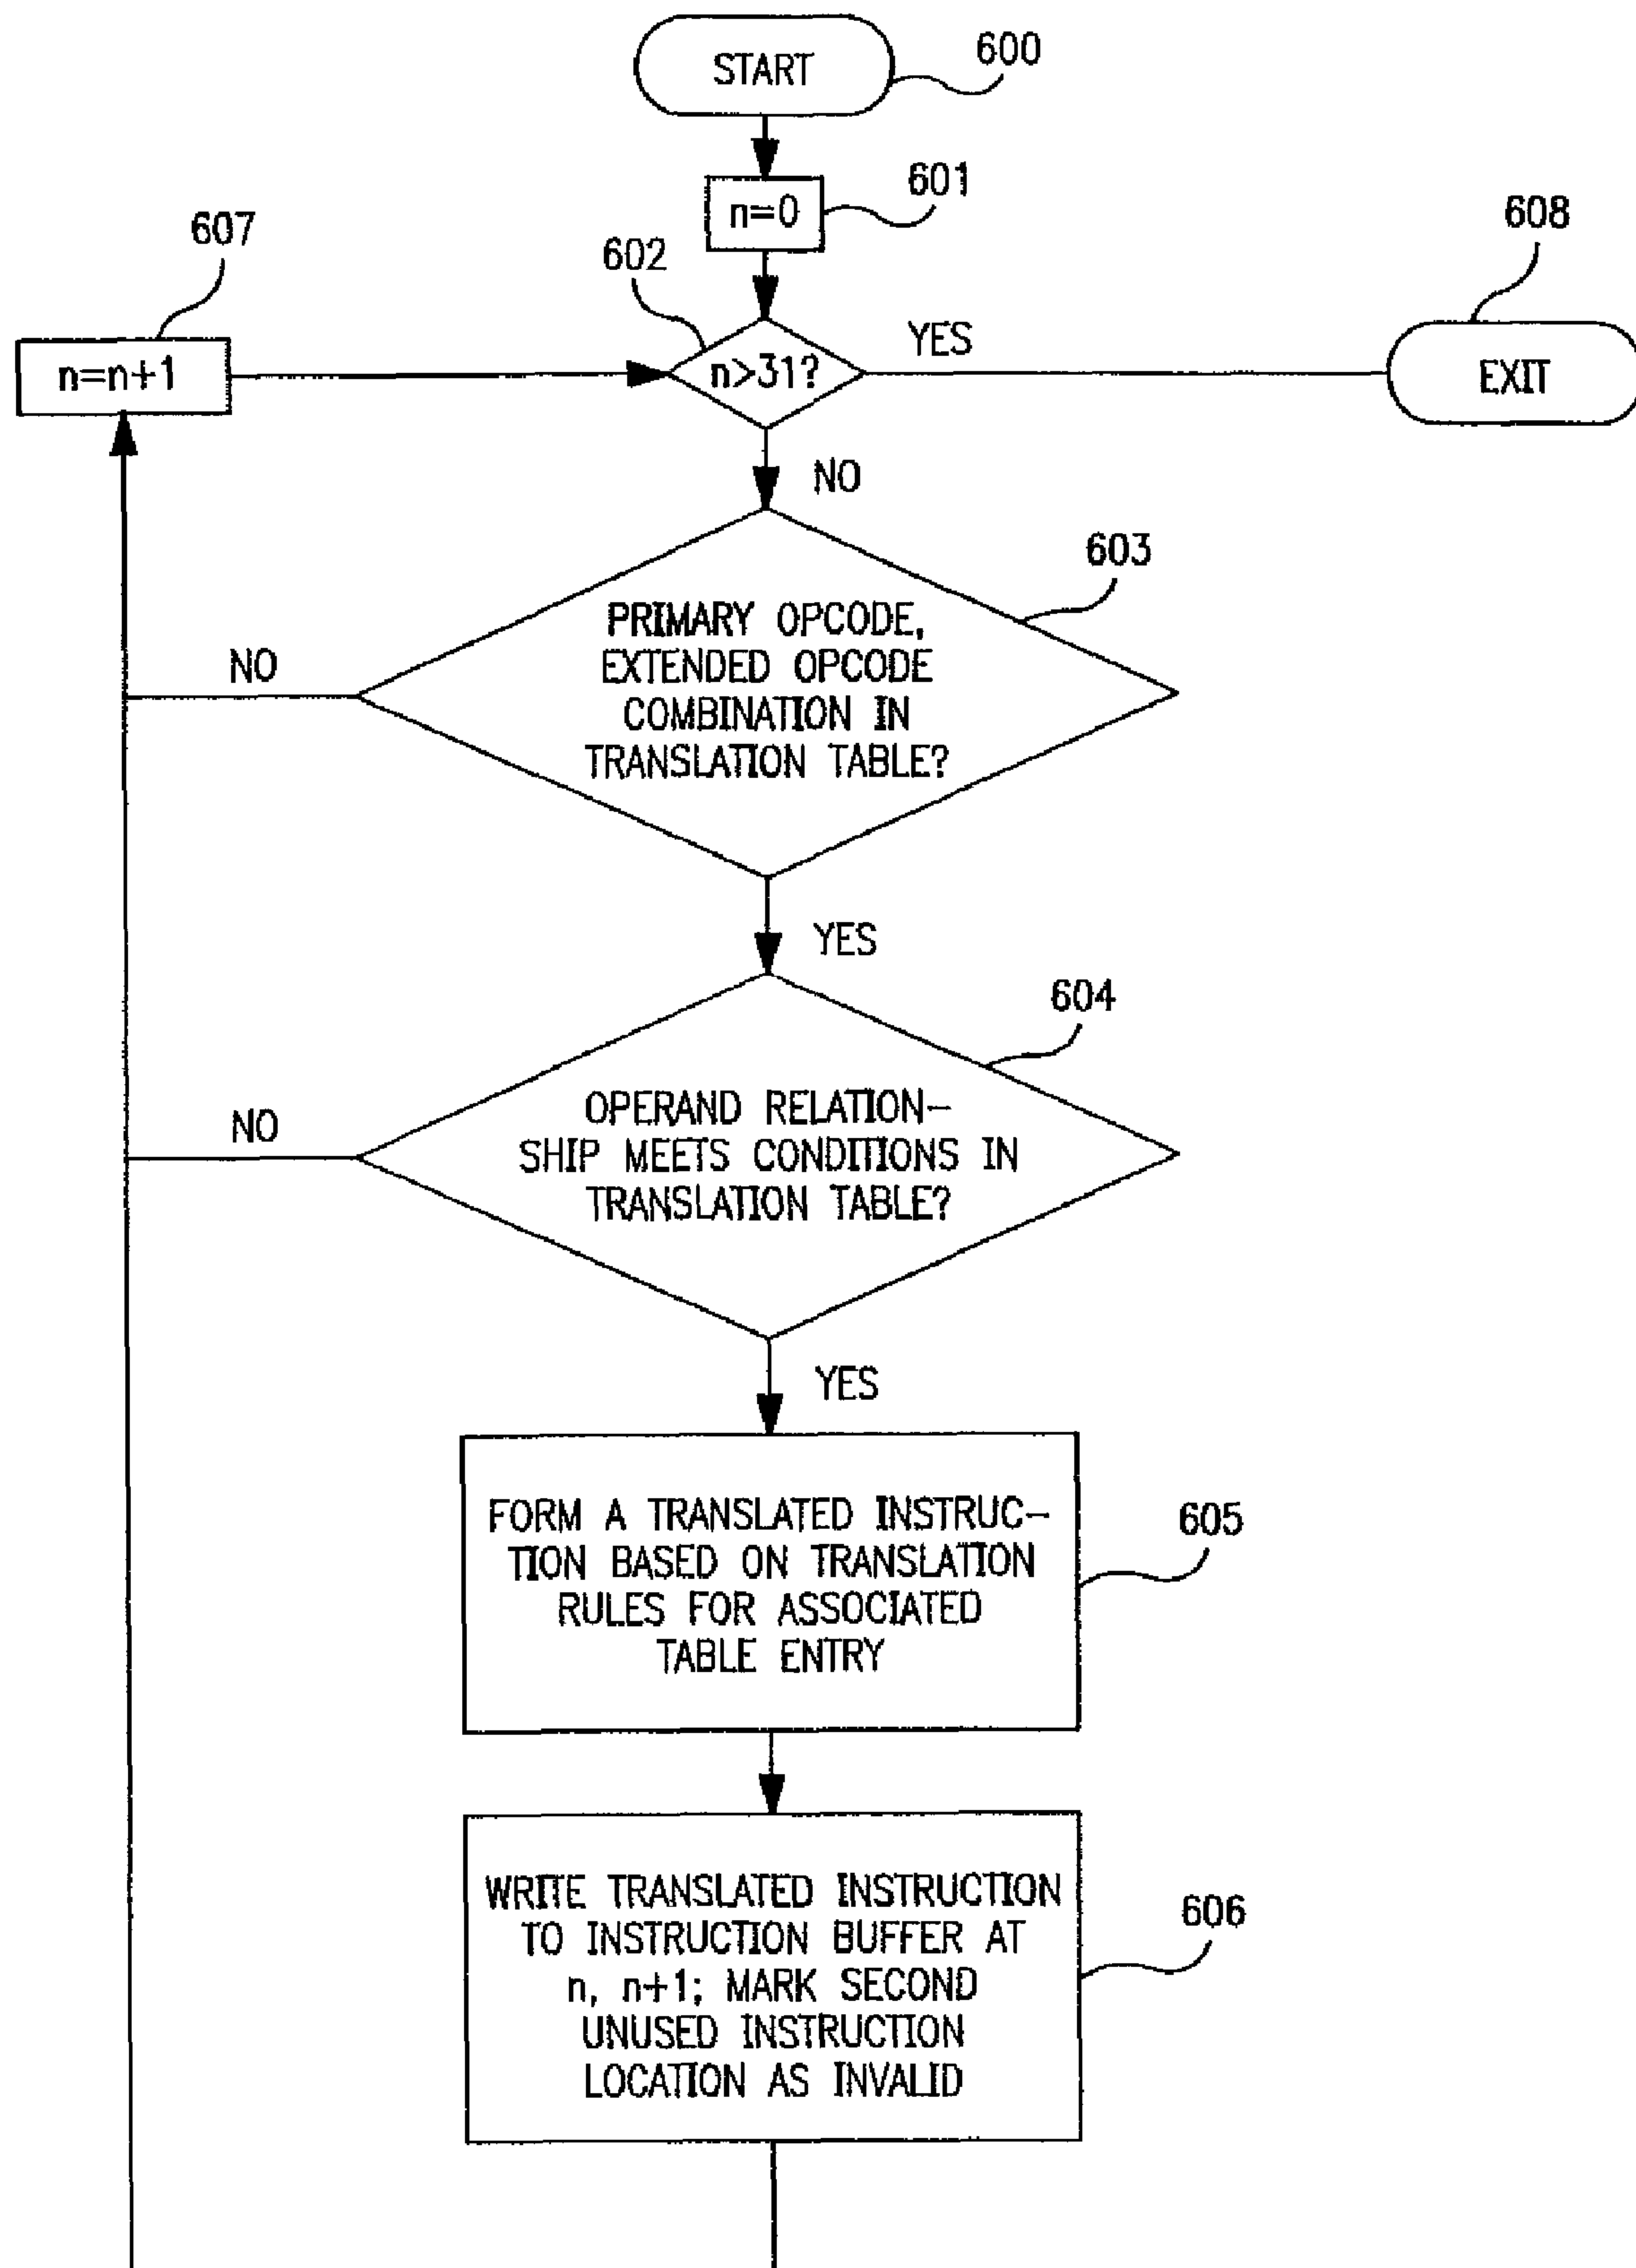 START
600
n=0
601
607
602
608
n=n+1
n>31?
YES
EXIT
NO
603
PRIMARY OPCODE,
EXTENDED OPCODE
COMBINATION IN
TRANSLATION TABLE?
NO
YES
604
OPERAND RELATION-
SHIP MEETS CONDITIONS IN
TRANSLATION TABLE?
NO
YES
FORM A TRANSLATED INSTRUC-
TION BASED ON TRANSLATION
RULES FOR ASSOCIATED
TABLE ENTRY
605
WRITE TRANSLATED INSTRUCTION
TO INSTRUCTION BUFFER AT
n, n+1; MARK SECOND
UNUSED INSTRUCTION
LOCATION AS INVALID
606